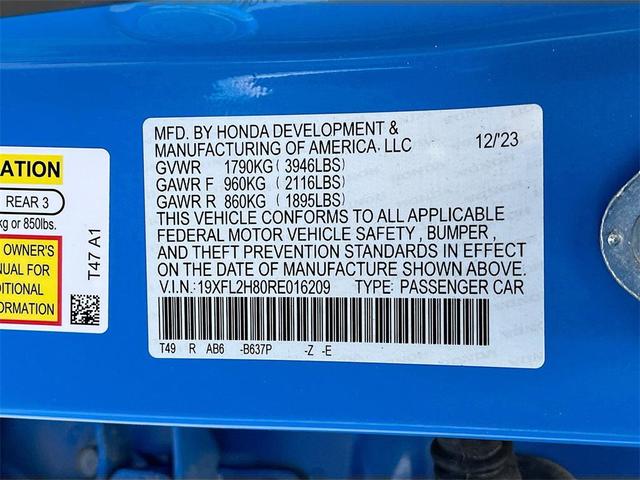 MFD. BY HONDA DEVELOPMENT &
MANUFACTURING OF AMERICA, LLC 12/'23
GVWR 1790KG ( 3946LBS)
GAWR F 960KG ( 2116LBS)
GAWR R 860KG ( 1895LBS)
THIS VEHICLE CONFORMS TO ALL APPLICABLE
FEDERAL MOTOR VEHICLE SAFETY , BUMPER ,
AND THEFT PREVENTION STANDARDS IN EFFECT
ON THE DATE OF MANUFACTURE SHOWN ABOVE.
V.I.N.: 19XFL2H80RE016209 TYPE: PASSENGER CAR
T49 R AB6 -B637P -Z -E
ATION
REAR 3
kg or 850lbs.
OWNER'S
NUAL FOR
DITIONAL
ORMATION
T47 A1